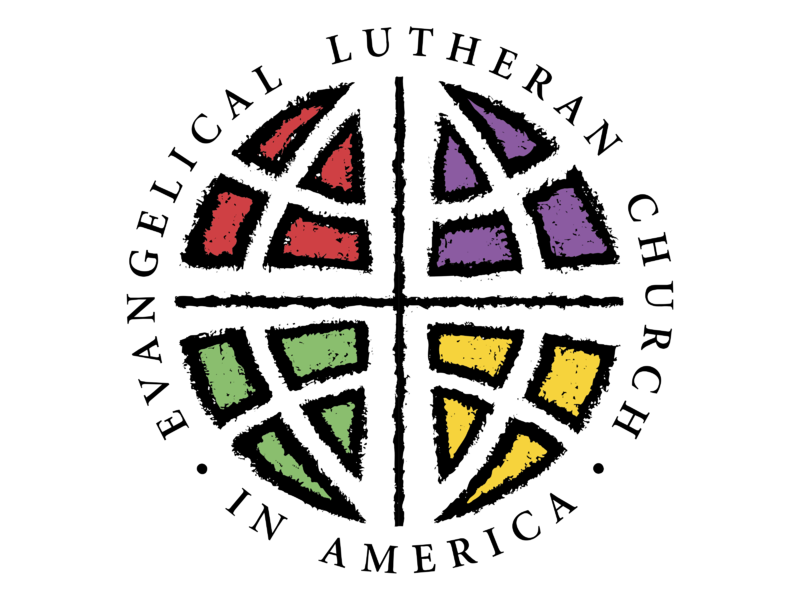 EVANGELICAL LUTHERAN CHURCH
• IN AMERICA •